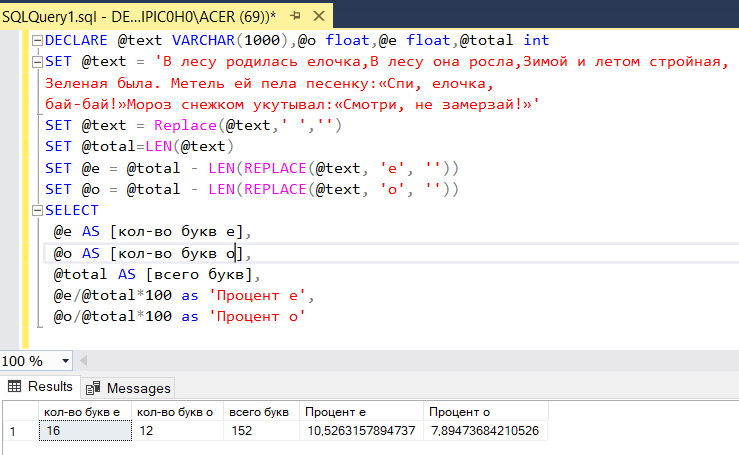 SQLQuery1.sql - DE...IPIC0H0\ACER (69))*
DECLARE @text VARCHAR(1000),@o float,@e float,@total int
SET @text = 'В лесу родилась елочка,В лесу она росла,Зимой и летом стройная,
Зеленая была. Метель ей пела песенку:«Спи, елочка,
бай-бай!»Мороз снежком укутывал:«Смотри, не замерзай!»'
SET @text = Replace(@text,' ','')
SET @total=LEN(@text)
SET @e = @total - LEN(REPLACE(@text, 'е', ''))
SET @o = @total - LEN(REPLACE(@text, 'о', ''))
SELECT
@e AS [кол-во букв е],
@o AS [кол-во букв о],
@total AS [всего букв],
@e/@total*100 as 'Процент е',
@o/@total*100 as 'Процент о'
100 %
Results Messages
кол-во букв е кол-во букв о всего букв Процент е Процент о
1 16 12 152 10,5263157894737 7,89473684210526